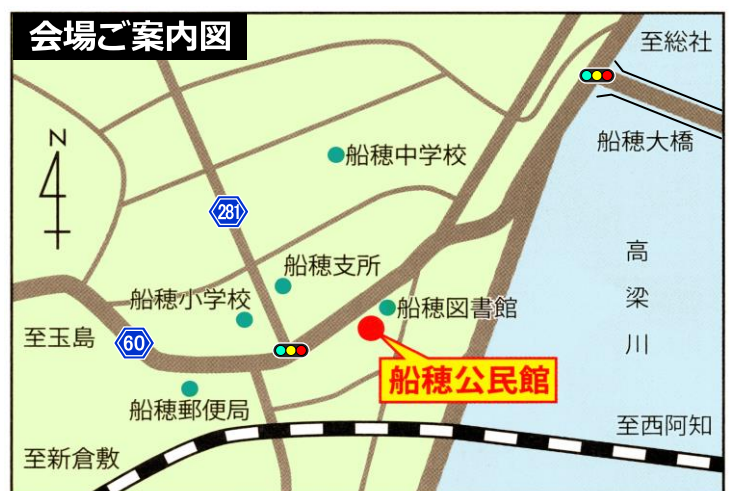 会場ご案内図
至総社
N
船穂大橋
船穂中学校
281
高梁川
船穂支所
船穂小学校
船穂図書館
至玉島
60
船穂公民館
船穂郵便局
至西阿知
至新倉敷